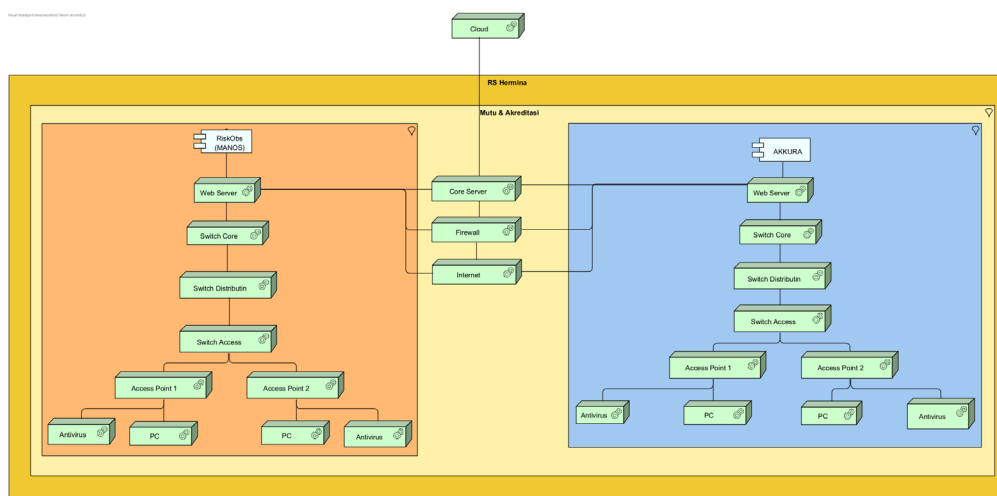 Cloud
RS Hermina
Mutu & Akreditasi
RiskObs
(MANOS)
AKKURA
Web Server
Core Server
Web Server
Switch Core
Firewall
Switch Core
Internet
Switch Distributin
Switch Distributin
Switch Access
Switch Access
Access Point 1
Access Point 2
Access Point 1
Access Point 2
Antivirus
PC
PC
Antivirus
Antivirus
PC
PC
Antivirus